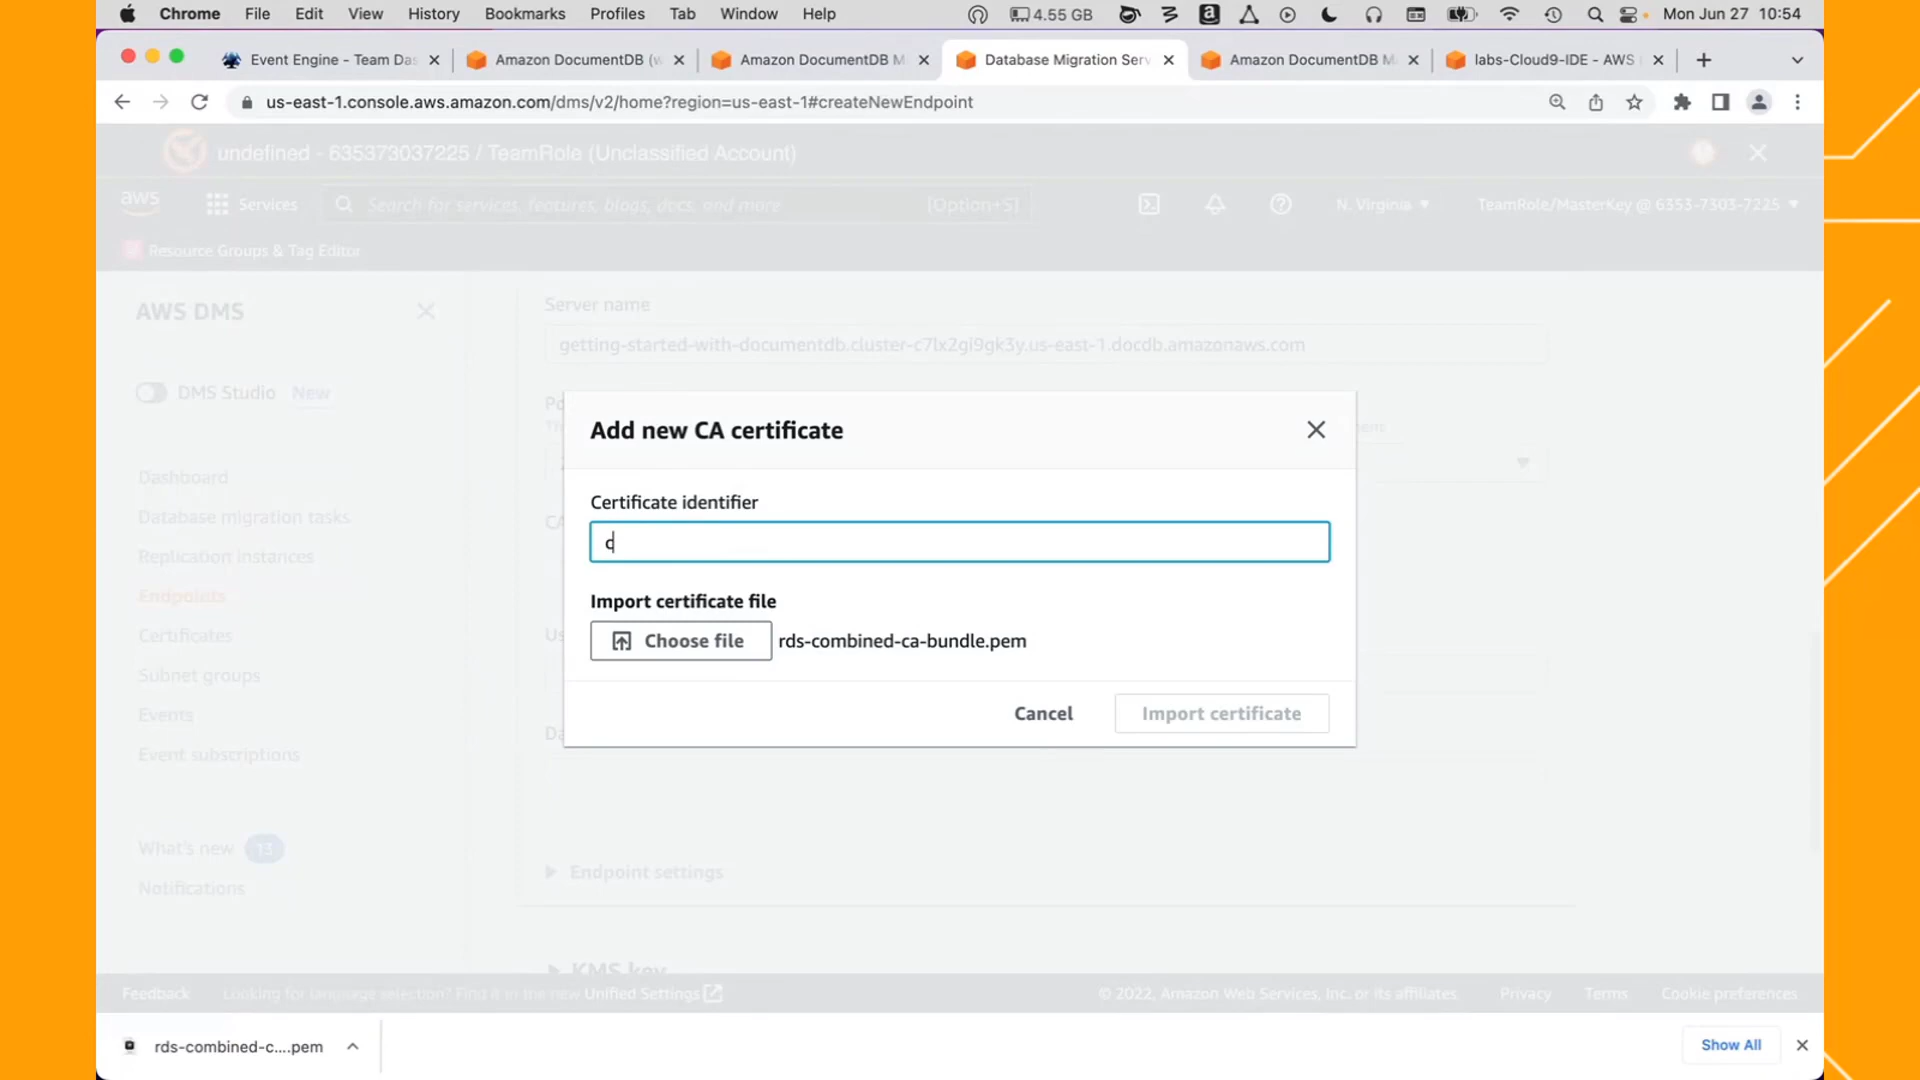 Chrome File Edit View History Bookmarks Profiles Tab Window Help 4.55 GB Mon Jun 27 10:54
Event Engine - Team Das Amazon DocumentDB (w Amazon DocumentDB M Database Migration Serv Amazon DocumentDB M labs-Cloud9-IDE - AWS
us-east-1.console.aws.amazon.com/dms/v2/home?region=us-east-1#createNewEndpoint
undefined - 635373037225 / TeamRole (Unclassified Account)
aws Services Search for services, features, blogs, docs, and more [Option+S] N. Virginia TeamRole/MasterKey @ 6353-7303-7225
Resource Groups & Tag Editor
AWS DMS
DMS Studio New
Dashboard
Database migration tasks
Replication instances
Endpoints
Certificates
Subnet groups
Events
Event subscriptions
What's new 13
Notifications
Server name
getting-started-with-documentdb.cluster-c7lx2gi9gk3y.us-east-1.docdb.amazonaws.com
Add new CA certificate
Certificate identifier
c
Import certificate file
Choose file rds-combined-ca-bundle.pem
Cancel Import certificate
Endpoint settings
KMS key
Feedback Looking for language selection? Find it in the new Unified Settings © 2022, Amazon Web Services, Inc. or its affiliates. Privacy Terms Cookie preferences
rds-combined-c....pem Show All